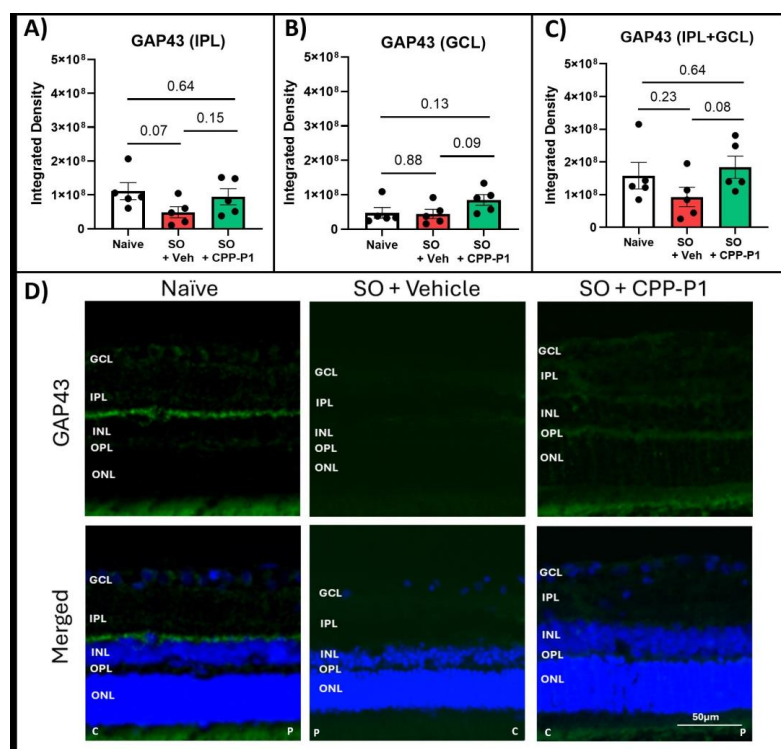 A)
GAP43 (IPL)
Integrated Density
5×10⁸
4×10⁸
3×10⁸
2×10⁸
1×10⁸
0
0.64
0.07
0.15
Naive
SO
+ Veh
SO
+ CPP-P1
B)
GAP43 (GCL)
Integrated Density
5×10⁸
4×10⁸
3×10⁸
2×10⁸
1×10⁸
0
0.13
0.88
0.09
Naive
SO
+ Veh
SO
+ CPP-P1
C)
GAP43 (IPL+GCL)
Integrated Density
5×10⁸
4×10⁸
3×10⁸
2×10⁸
1×10⁸
0
0.64
0.23
0.08
Naive
SO
+ Veh
SO
+ CPP-P1
D)
Naïve
SO + Vehicle
SO + CPP-P1
GAP43
GCL
IPL
INL
OPL
ONL
GCL
IPL
INL
OPL
ONL
GCL
IPL
INL
OPL
ONL
Merged
GCL
IPL
INL
OPL
ONL
C
P
GCL
IPL
INL
OPL
ONL
P
C
GCL
IPL
INL
OPL
ONL
50µm
C
P